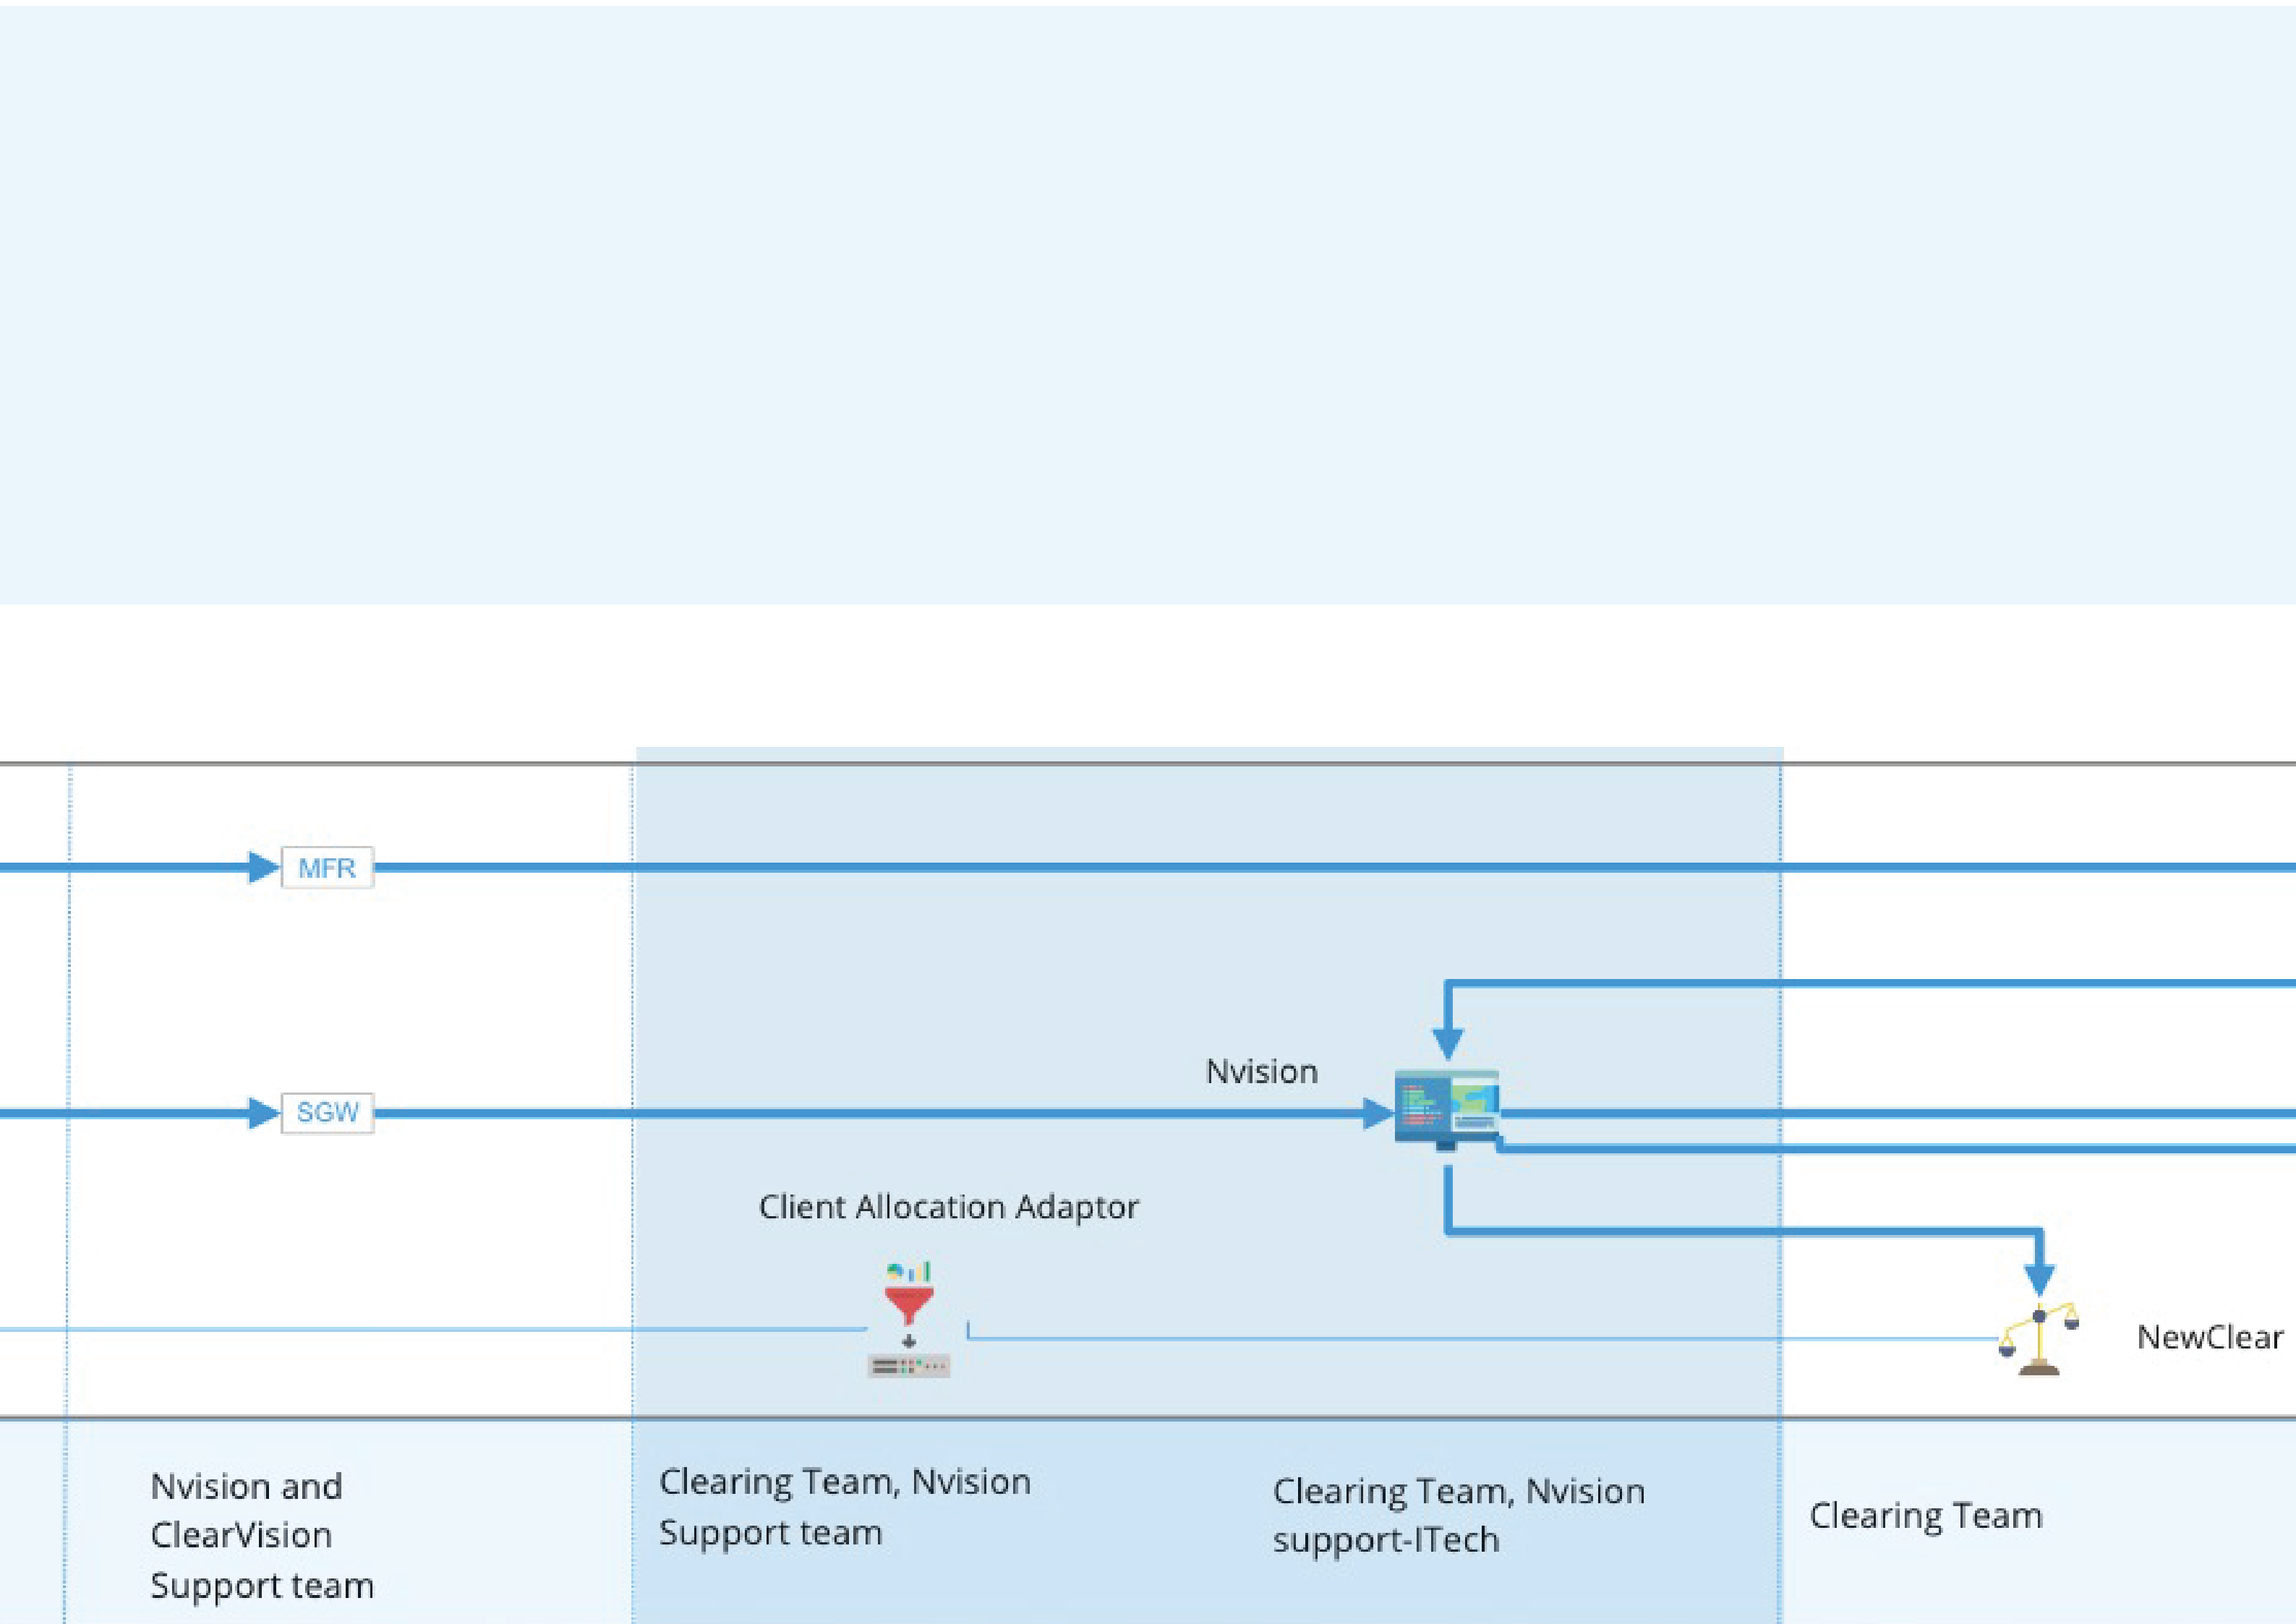 MFR
Nvision
SGW
Client Allocation Adaptor
NewClear
Nvision and
ClearVision
Support team
Clearing Team, Nvision
Support team
Clearing Team, Nvision
support-ITech
Clearing Team